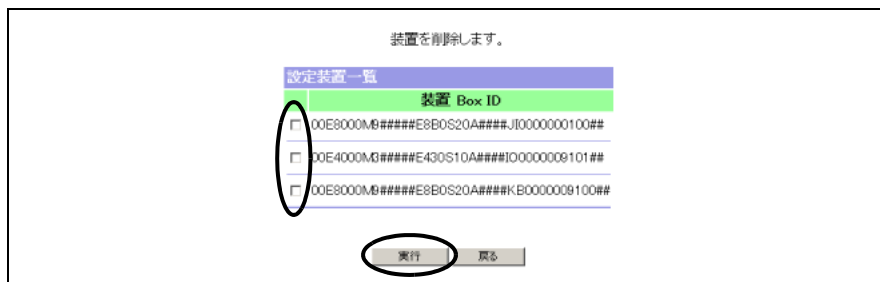 装置を削除します。
設定装置一覧
装置 Box ID
00E8000M9#####E8B0S20A####JI0000000100##
00E4000M3#####E430S10A####IO0000009101##
00E8000M9#####E8B0S20A####KB0000009100##
実行 戻る